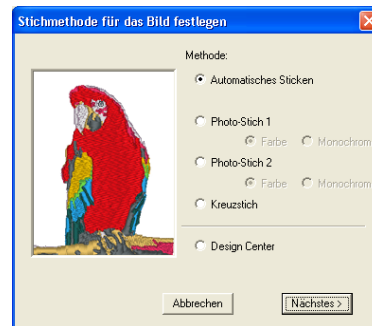 Stichmethode für das Bild festlegen
Methode:
Automatisches Sticken
Photo-Stich 1
Farbe Monochrom
Photo-Stich 2
Farbe Monochrom
Kreuzstich
Design Center
Abbrechen Nächstes >